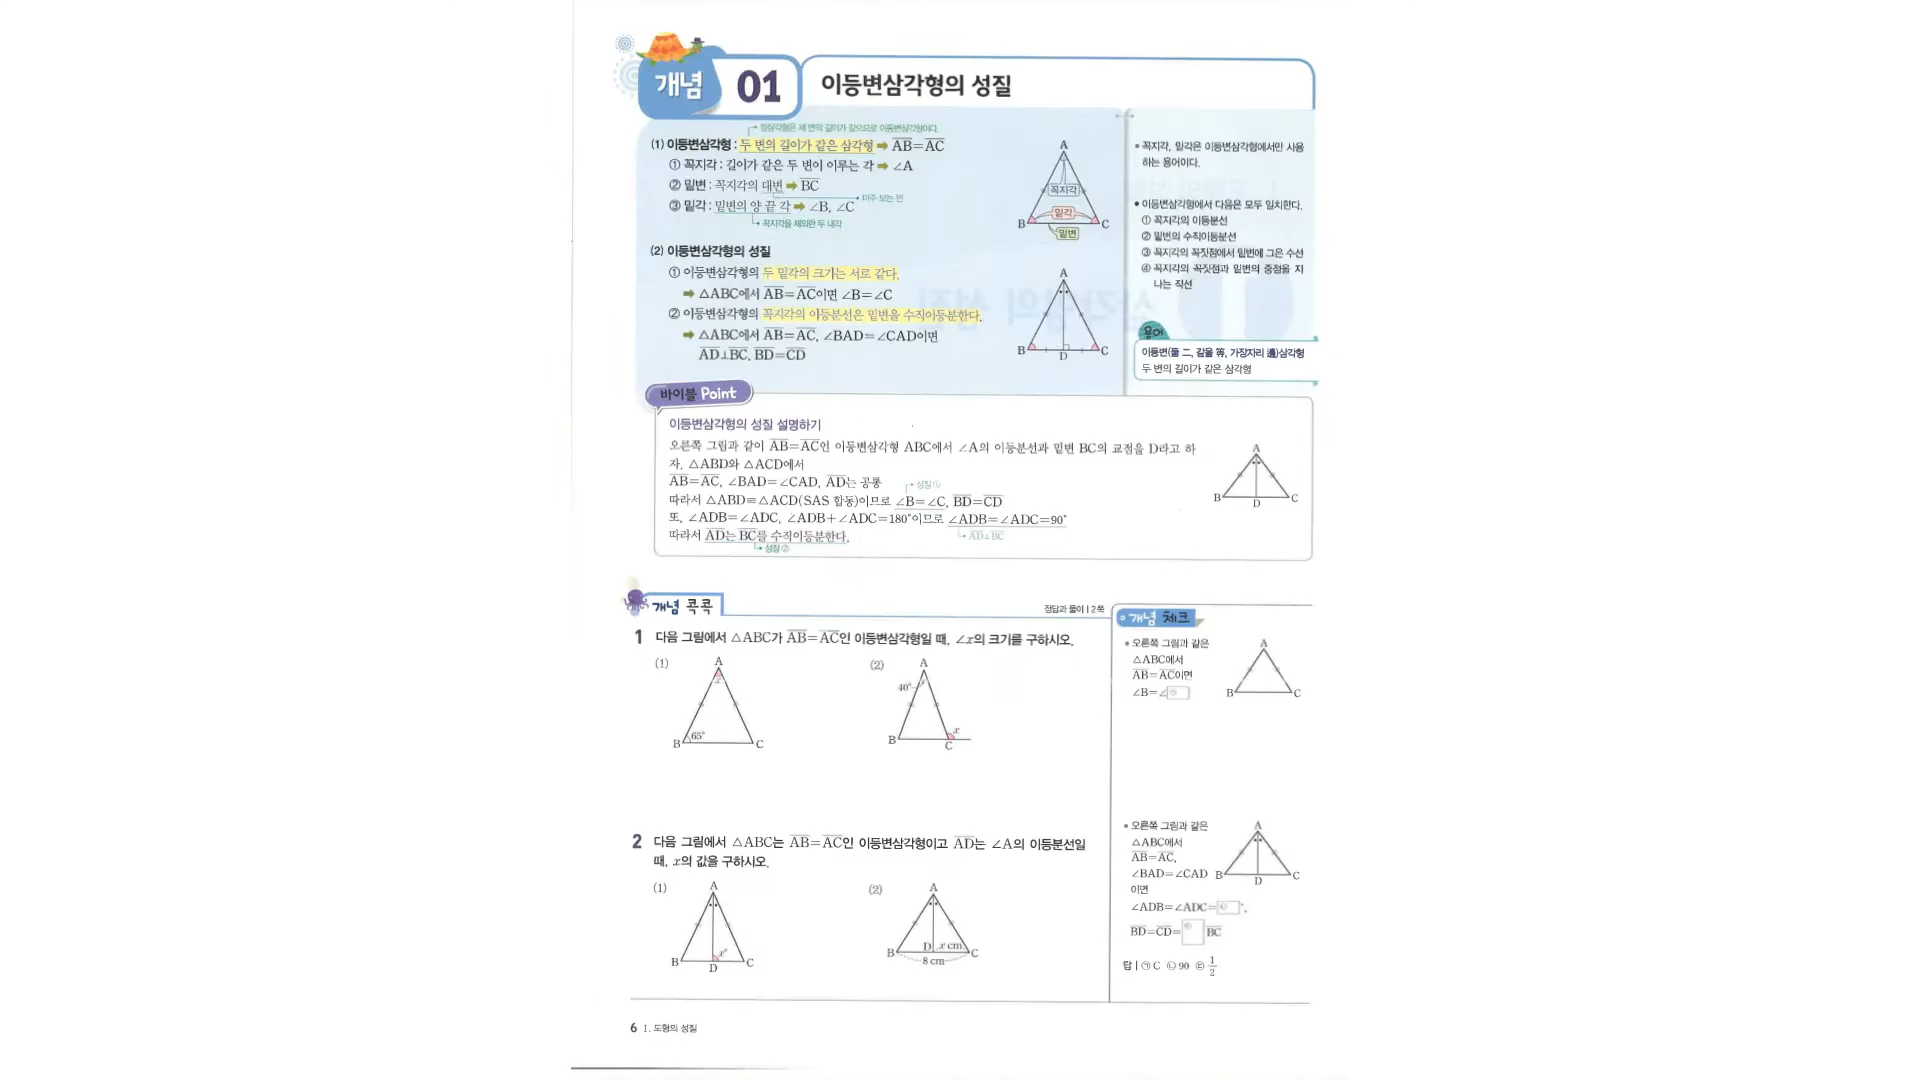 개념 01 이등변삼각형의 성질
정삼각형은 세 변의 길이가 같으므로 이등변삼각형이다.
(1) 이등변삼각형 : 두 변의 길이가 같은 삼각형 ➡ AB=AC
① 꼭지각 : 길이가 같은 두 변이 이루는 각 ➡ ∠A
② 밑변 : 꼭지각의 대변 ➡ BC
마주 보는 변
③ 밑각 : 밑변의 양 끝 각 ➡ ∠B, ∠C
꼭지각을 제외한 두 내각
A
꼭지각
밑각
B C
밑변
(2) 이등변삼각형의 성질
① 이등변삼각형의 두 밑각의 크기는 서로 같다.
➡ △ABC에서 AB=AC이면 ∠B=∠C
② 이등변삼각형의 꼭지각의 이등분선은 밑변을 수직이등분한다.
➡ △ABC에서 AB=AC, ∠BAD=∠CAD이면
AD⊥BC, BD=CD
A
B D C
• 꼭지각, 밑각은 이등변삼각형에서만 사용
하는 용어이다.
• 이등변삼각형에서 다음은 모두 일치한다.
① 꼭지각의 이등분선
② 밑변의 수직이등분선
③ 꼭지각의 꼭짓점에서 밑변에 그은 수선
④ 꼭지각의 꼭짓점과 밑변의 중점을 지
나는 직선
용어
이등변(둘 二, 같을 等, 가장자리 邊)삼각형
두 변의 길이가 같은 삼각형
바이블 Point
이등변삼각형의 성질 설명하기
오른쪽 그림과 같이 AB=AC인 이등변삼각형 ABC에서 ∠A의 이등분선과 밑변 BC의 교점을 D라고 하
자. △ABD와 △ACD에서
AB=AC, ∠BAD=∠CAD, AD는 공통
성질 ①
따라서 △ABD≡△ACD(SAS 합동)이므로 ∠B=∠C, BD=CD
또, ∠ADB=∠ADC, ∠ADB+∠ADC=180°이므로 ∠ADB=∠ADC=90°
따라서 AD는 BC를 수직이등분한다.
AD⊥BC
성질 ②
A
B D C
개념 콕콕
정답과 풀이 | 2쪽
1 다음 그림에서 △ABC가 AB=AC인 이등변삼각형일 때, ∠x의 크기를 구하시오.
(1)
A
x
65°
B C
(2)
A
40°
x
B C
2 다음 그림에서 △ABC는 AB=AC인 이등변삼각형이고 AD는 ∠A의 이등분선일
때, x의 값을 구하시오.
(1)
A
x°
B D C
(2)
A
D x cm
B C
8 cm
개념 체크
• 오른쪽 그림과 같은
△ABC에서
AB=AC이면
∠B=∠㉠
A
B C
• 오른쪽 그림과 같은
△ABC에서
AB=AC,
∠BAD=∠CAD
이면
∠ADB=∠ADC=㉡°,
BD=CD=㉢ BC
A
B D C
답 | ㉠ C ㉡ 90 ㉢ 1/2
6 1. 도형의 성질